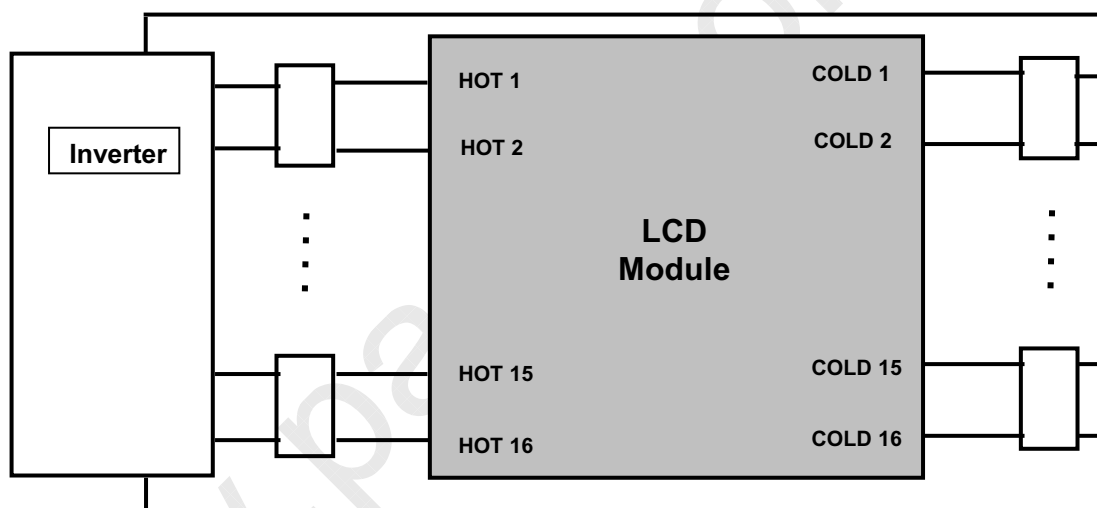 Inverter
HOT 1
HOT 2
HOT 15
HOT 16
LCD
Module
COLD 1
COLD 2
COLD 15
COLD 16